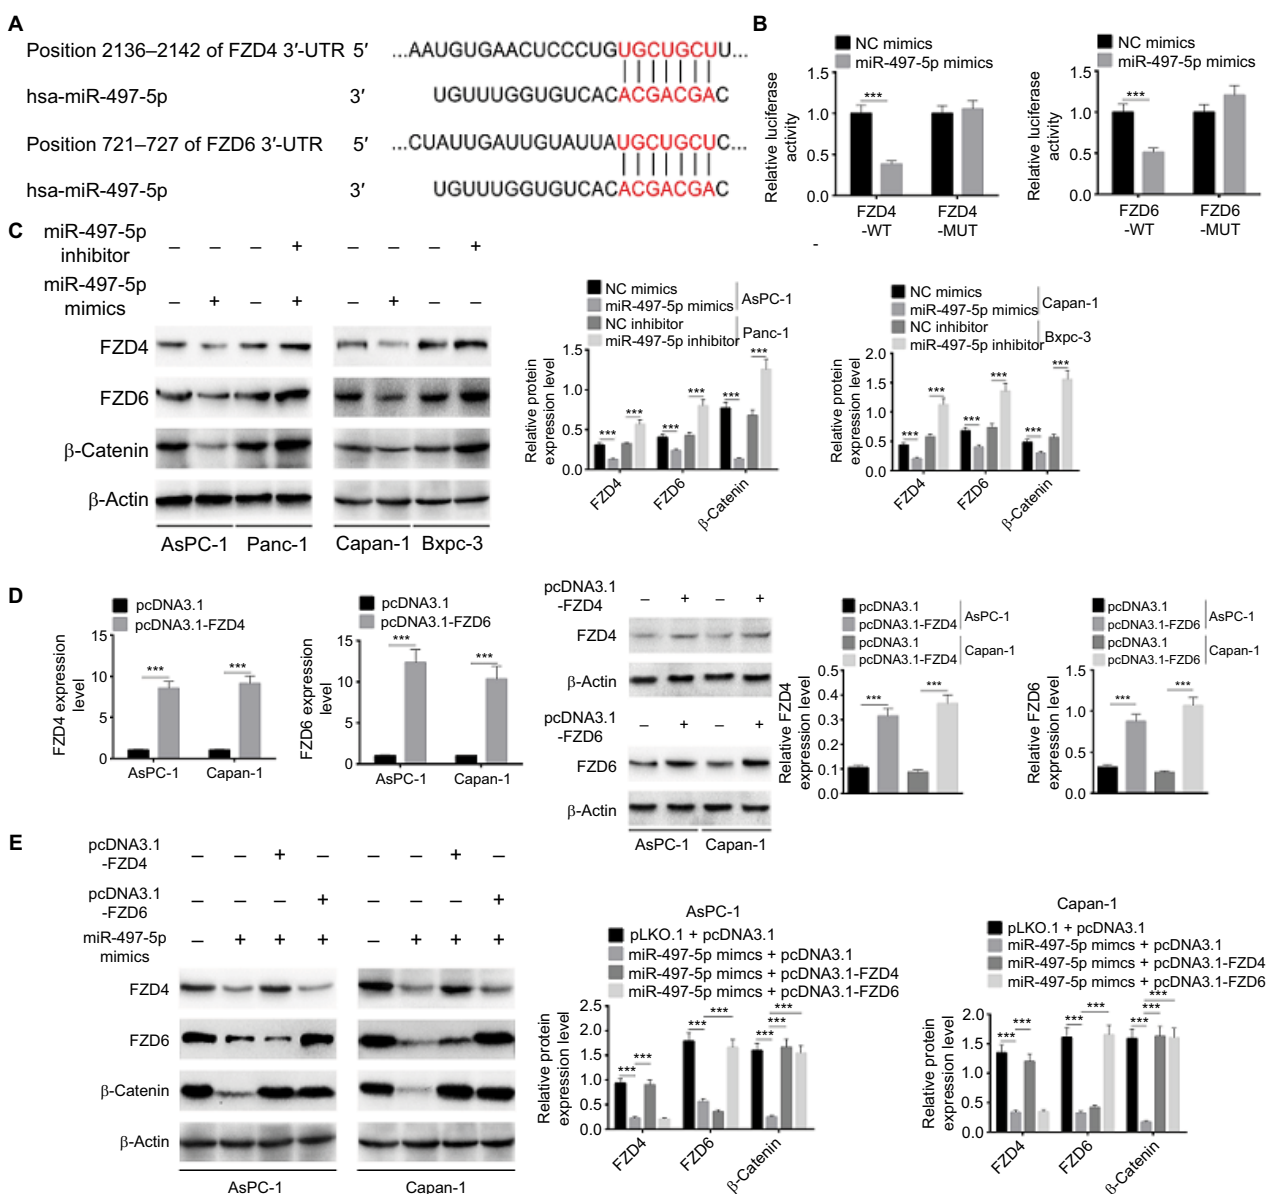 A
Position 2136–2142 of FZD4 3′-UTR 5′ ...AAUGUGAACUCCCUGUGCUGCUU...
hsa-miR-497-5p 3′ UGUUUGGUGUCACACGACGAC
Position 721–727 of FZD6 3′-UTR 5′ ...CUAUUGAUUGUAUUAUGCUGCUC...
hsa-miR-497-5p 3′ UGUUUGGUGUCACACGACGAC
B
NC mimics
miR-497-5p mimics
Relative luciferase
activity
1.5
1.0
0.5
0.0
***
FZD4
-WT
FZD4
-MUT
NC mimics
miR-497-5p mimics
Relative luciferase
activity
1.5
1.0
0.5
0.0
***
FZD6
-WT
FZD6
-MUT
-
C
miR-497-5p
inhibitor
– – – + – – – +
miR-497-5p
mimics
– + – + – + – –
FZD4
FZD6
β-Catenin
β-Actin
AsPC-1 Panc-1 Capan-1 Bxpc-3
NC mimics
miR-497-5p mimics
AsPC-1
NC inhibitor
miR-497-5p inhibitor
Panc-1
Relative protein
expression level
1.5
1.0
0.5
0.0
*** *** *** *** *** ***
FZD4 FZD6 β-Catenin
NC mimics
miR-497-5p mimics
Capan-1
NC inhibitor
miR-497-5p inhibitor
Bxpc-3
Relative protein
expression level
2.0
1.5
1.0
0.5
0.0
*** *** *** *** *** ***
FZD4 FZD6 β-Catenin
D
pcDNA3.1
pcDNA3.1-FZD4
FZD4 expression
level
15
10
5
0
*** ***
AsPC-1 Capan-1
pcDNA3.1
pcDNA3.1-FZD6
FZD6 expression
level
15
10
5
0
*** ***
AsPC-1 Capan-1
pcDNA3.1
-FZD4
– + – +
FZD4
β-Actin
pcDNA3.1
-FZD6
– + – +
FZD6
β-Actin
AsPC-1 Capan-1
pcDNA3.1
pcDNA3.1-FZD4
AsPC-1
pcDNA3.1
pcDNA3.1-FZD4
Capan-1
Relative FZD4
expression level
0.5
0.4
0.3
0.2
0.1
0.0
*** ***
pcDNA3.1
pcDNA3.1-FZD6
AsPC-1
pcDNA3.1
pcDNA3.1-FZD6
Capan-1
Relative FZD6
expression level
1.5
1.0
0.5
0.0
*** ***
E
pcDNA3.1
-FZD4
– – + – – – + –
pcDNA3.1
-FZD6
– – – + – – – +
miR-497-5p
mimics
– + + + – + + +
FZD4
FZD6
β-Catenin
β-Actin
AsPC-1 Capan-1
AsPC-1
pLKO.1 + pcDNA3.1
miR-497-5p mimcs + pcDNA3.1
miR-497-5p mimcs + pcDNA3.1-FZD4
miR-497-5p mimcs + pcDNA3.1-FZD6
Relative protein
expression level
2.5
2.0
1.5
1.0
0.5
0.0
*** *** *** *** *** *** ***
FZD4 FZD6 β-Catenin
Capan-1
pLKO.1 + pcDNA3.1
miR-497-5p mimcs + pcDNA3.1
miR-497-5p mimcs + pcDNA3.1-FZD4
miR-497-5p mimcs + pcDNA3.1-FZD6
Relative protein
expression level
2.0
1.5
1.0
0.5
0.0
*** *** *** *** *** *** ***
FZD4 FZD6 β-Catenin